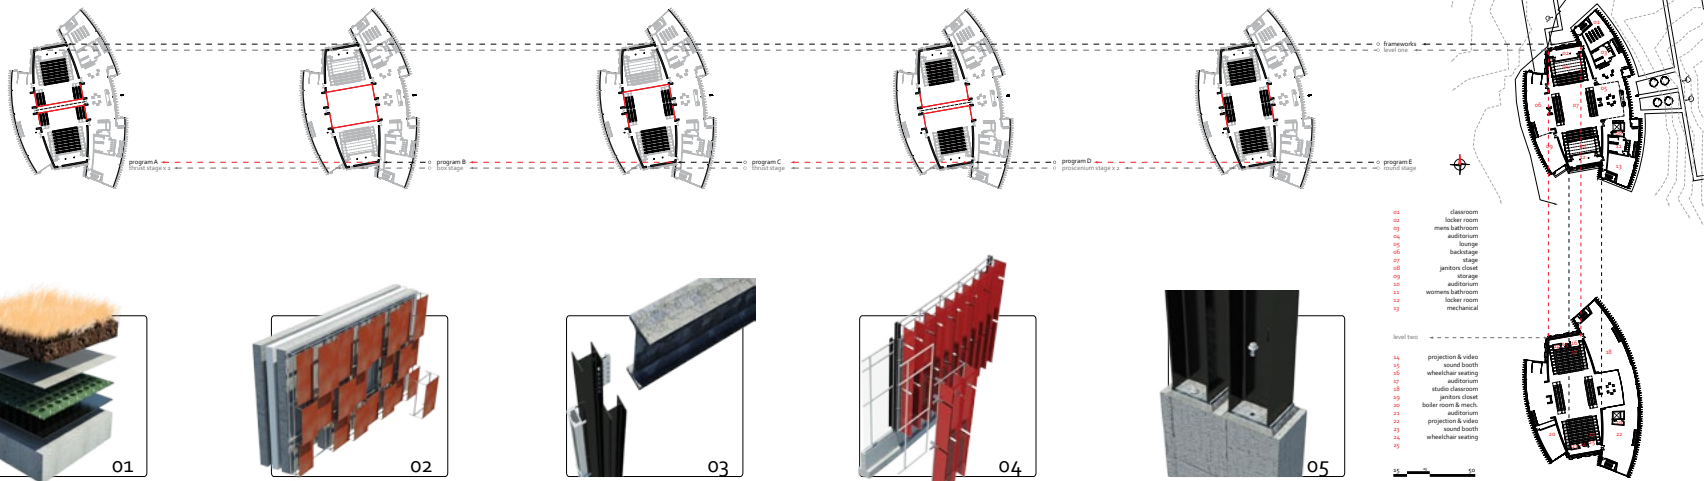 frameworks
level one
program A
thrust stage x 2
program B
box stage
program C
thrust stage
program D
proscenium stage x 2
program E
round stage
01 classroom
02 locker room
03 mens bathroom
04 auditorium
05 lounge
06 backstage
07 stage
08 janitors closet
09 storage
10 auditorium
11 womens bathroom
12 locker room
13 mechanical
level two
14 projection & video
15 sound booth
16 wheelchair seating
17 auditorium
18 studio classroom
19 janitors closet
20 boiler room & mech.
21 auditorium
22 projection & video
23 sound booth
24 wheelchair seating
25
01
02
03
04
05
25
50